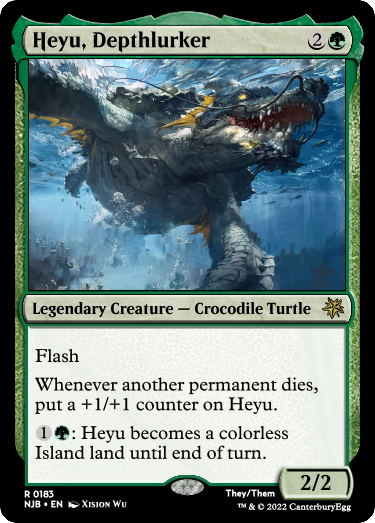 Heyu, Depthlurker 2
Legendary Creature — Crocodile Turtle
Flash
Whenever another permanent dies,
put a +1/+1 counter on Heyu.
1 : Heyu becomes a colorless
Island land until end of turn.
2/2
R 0183 They/Them
NJB • EN Xision Wu ™ & © 2022 CanterburyEgg